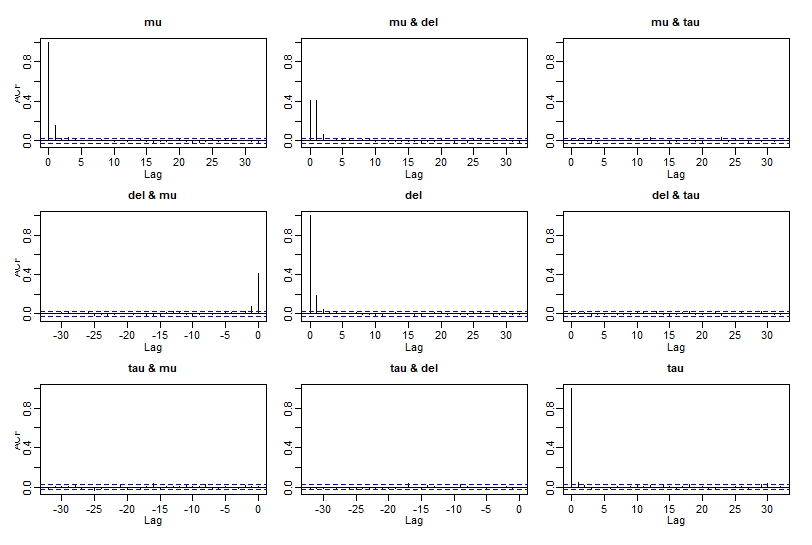 mu mu & del mu & tau
0.0 0.4 0.8 0.0 0.4 0.8 0.0 0.4 0.8
0 5 10 15 20 25 30 0 5 10 15 20 25 30 0 5 10 15 20 25 30
Lag Lag Lag
del & mu del del & tau
0.0 0.4 0.8 0.0 0.4 0.8 0.0 0.4 0.8
-30 -25 -20 -15 -10 -5 0 0 5 10 15 20 25 30 0 5 10 15 20 25 30
Lag Lag Lag
tau & mu tau & del tau
0.0 0.4 0.8 0.0 0.4 0.8 0.0 0.4 0.8
-30 -25 -20 -15 -10 -5 0 -30 -25 -20 -15 -10 -5 0 0 5 10 15 20 25 30
Lag Lag Lag